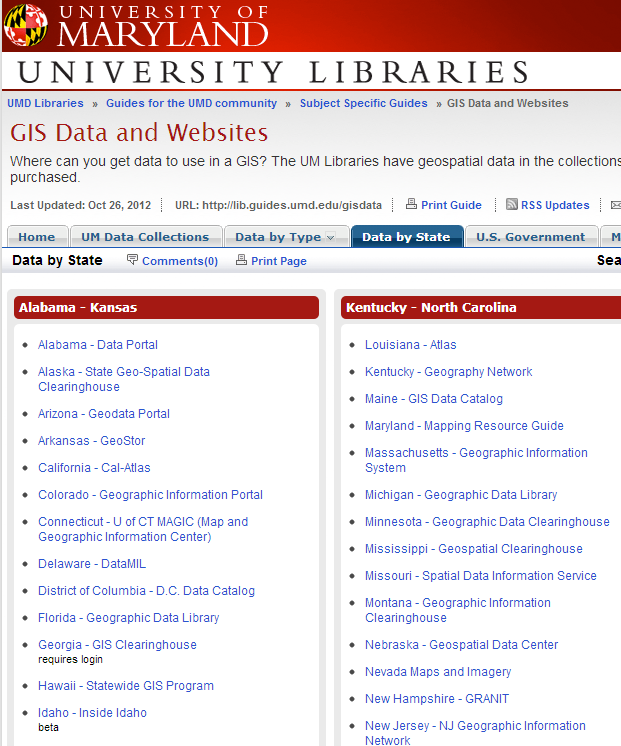 UNIVERSITY OF
MARYLAND
UNIVERSITY LIBRARIES
UMD Libraries » Guides for the UMD community » Subject Specific Guides » GIS Data and Websites
GIS Data and Websites
Where can you get data to use in a GIS? The UM Libraries have geospatial data in the collections
purchased.
Last Updated: Oct 26, 2012 URL: http://lib.guides.umd.edu/gisdata Print Guide RSS Updates
Home UM Data Collections Data by Type Data by State U.S. Government M
Data by State Comments(0) Print Page Sea
Alabama - Kansas
Alabama - Data Portal
Alaska - State Geo-Spatial Data
Clearinghouse
Arizona - Geodata Portal
Arkansas - GeoStor
California - Cal-Atlas
Colorado - Geographic Information Portal
Connecticut - U of CT MAGIC (Map and
Geographic Information Center)
Delaware - DataMIL
District of Columbia - D.C. Data Catalog
Florida - Geographic Data Library
Georgia - GIS Clearinghouse
requires login
Hawaii - Statewide GIS Program
Idaho - Inside Idaho
beta
Kentucky - North Carolina
Louisiana - Atlas
Kentucky - Geography Network
Maine - GIS Data Catalog
Maryland - Mapping Resource Guide
Massachusetts - Geographic Information
System
Michigan - Geographic Data Library
Minnesota - Geographic Data Clearinghouse
Mississippi - Geospatial Clearinghouse
Missouri - Spatial Data Information Service
Montana - Geographic Information
Clearinghouse
Nebraska - Geospatial Data Center
Nevada Maps and Imagery
New Hampshire - GRANIT
New Jersey - NJ Geographic Information
Network